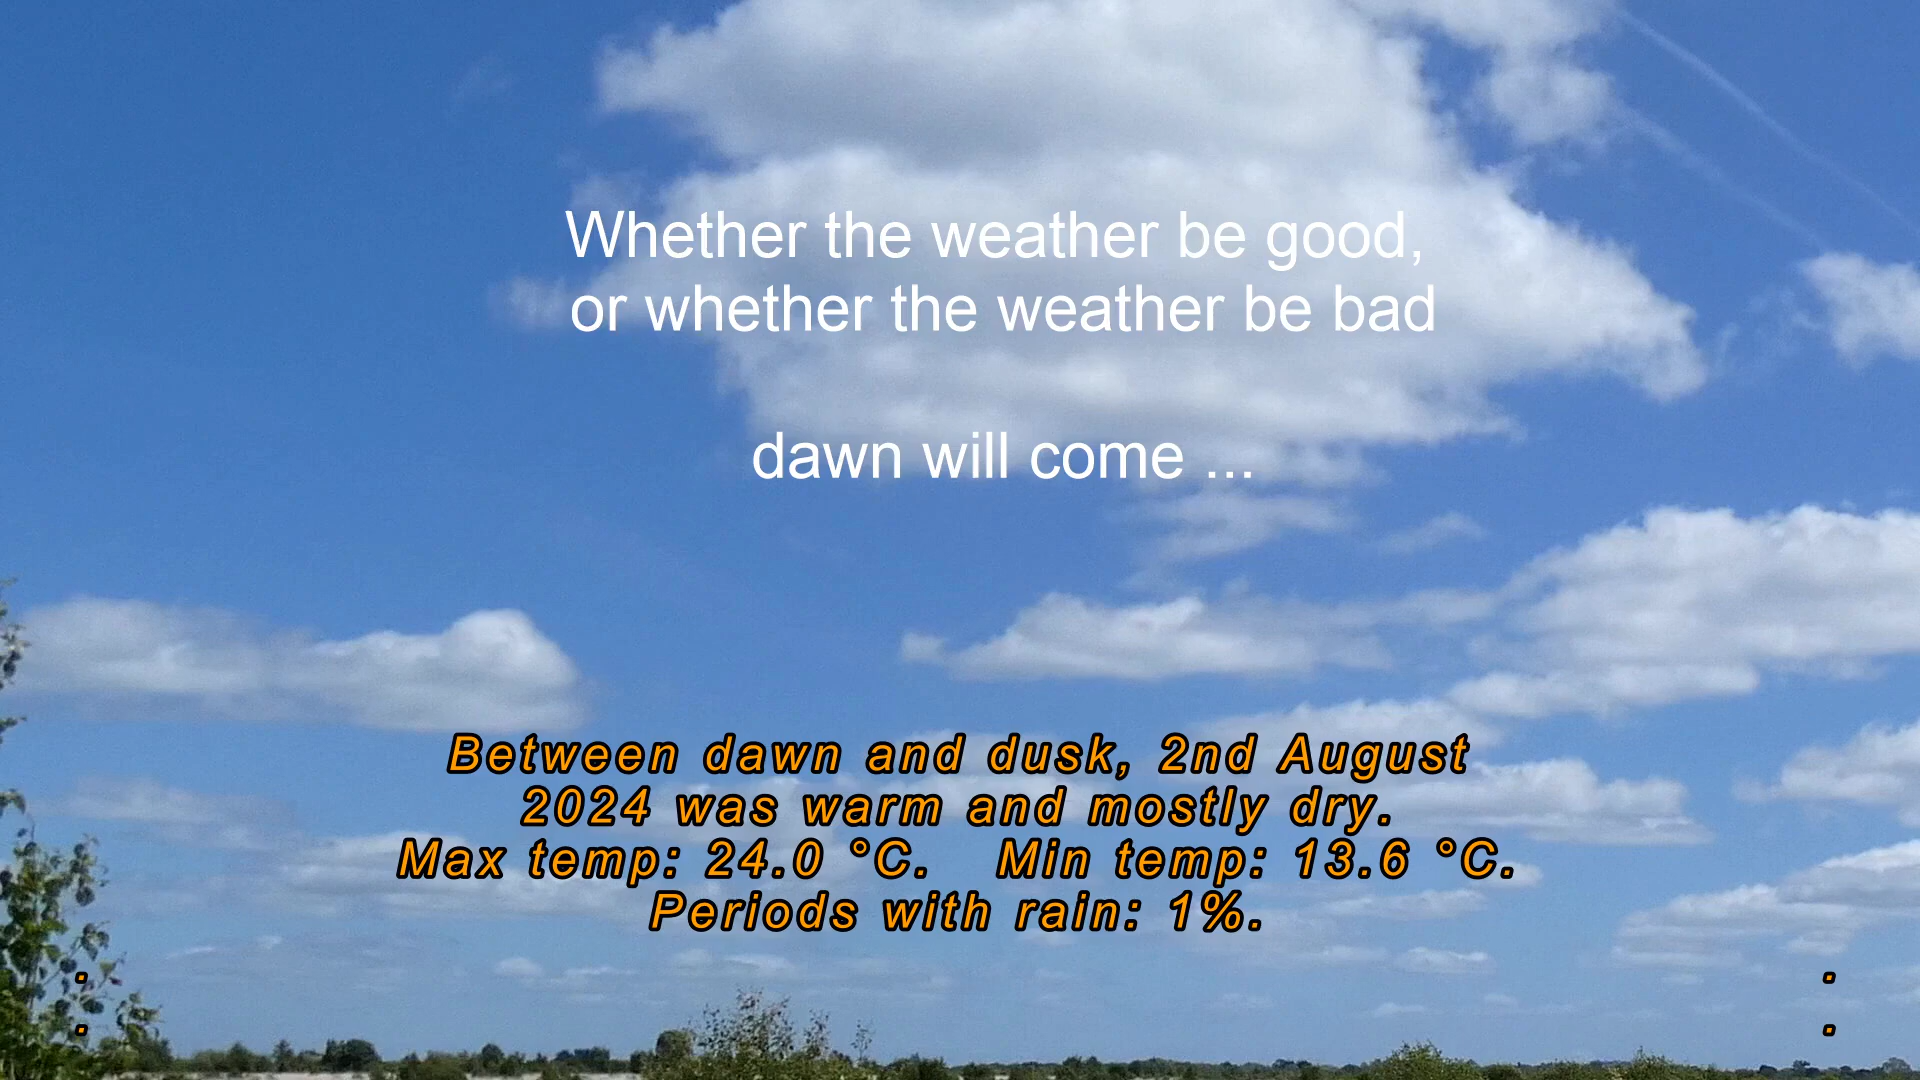 Whether the weather be good,
or whether the weather be bad
dawn will come ...
Between dawn and dusk, 2nd August
2024 was warm and mostly dry.
Max temp: 24.0 °C.   Min temp: 13.6 °C.
Periods with rain: 1%.
. .
. .